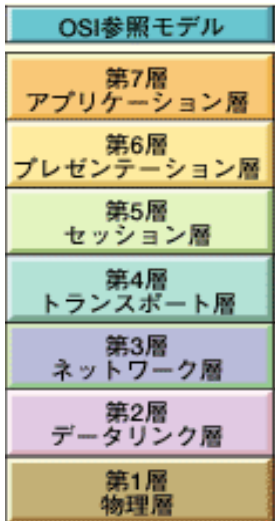 OSI参照モデル
第7層
アプリケーション層
第6層
プレゼンテーション層
第5層
セッション層
第4層
トランスポート層
第3層
ネットワーク層
第2層
データリンク層
第1層
物理層